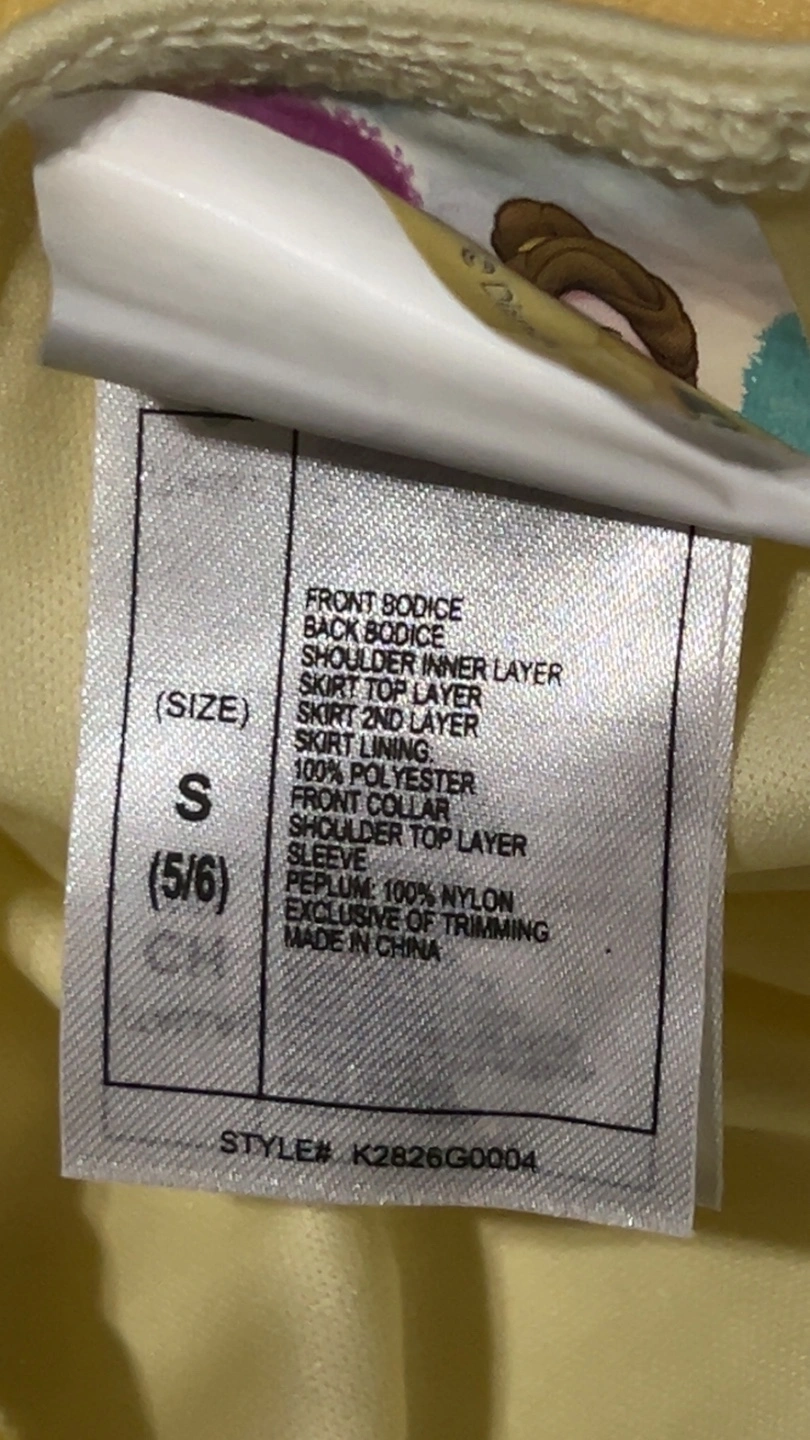 © Disney
(SIZE)
S
(5/6)
FRONT BODICE
BACK BODICE
SHOULDER INNER LAYER
SKIRT TOP LAYER
SKIRT 2ND LAYER
SKIRT LINING:
100% POLYESTER
FRONT COLLAR
SHOULDER TOP LAYER
SLEEVE
PEPLUM: 100% NYLON
EXCLUSIVE OF TRIMMING
MADE IN CHINA
STYLE# K2826G0004